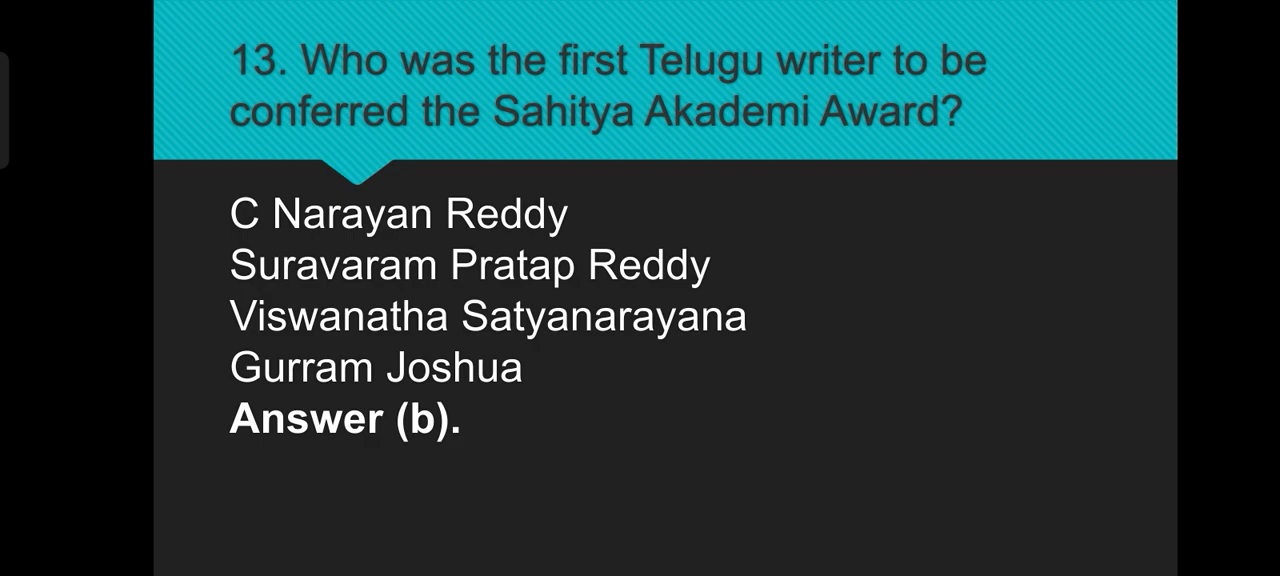 13. Who was the first Telugu writer to be
conferred the Sahitya Akademi Award?
C Narayan Reddy
Suravaram Pratap Reddy
Viswanatha Satyanarayana
Gurram Joshua
Answer (b).